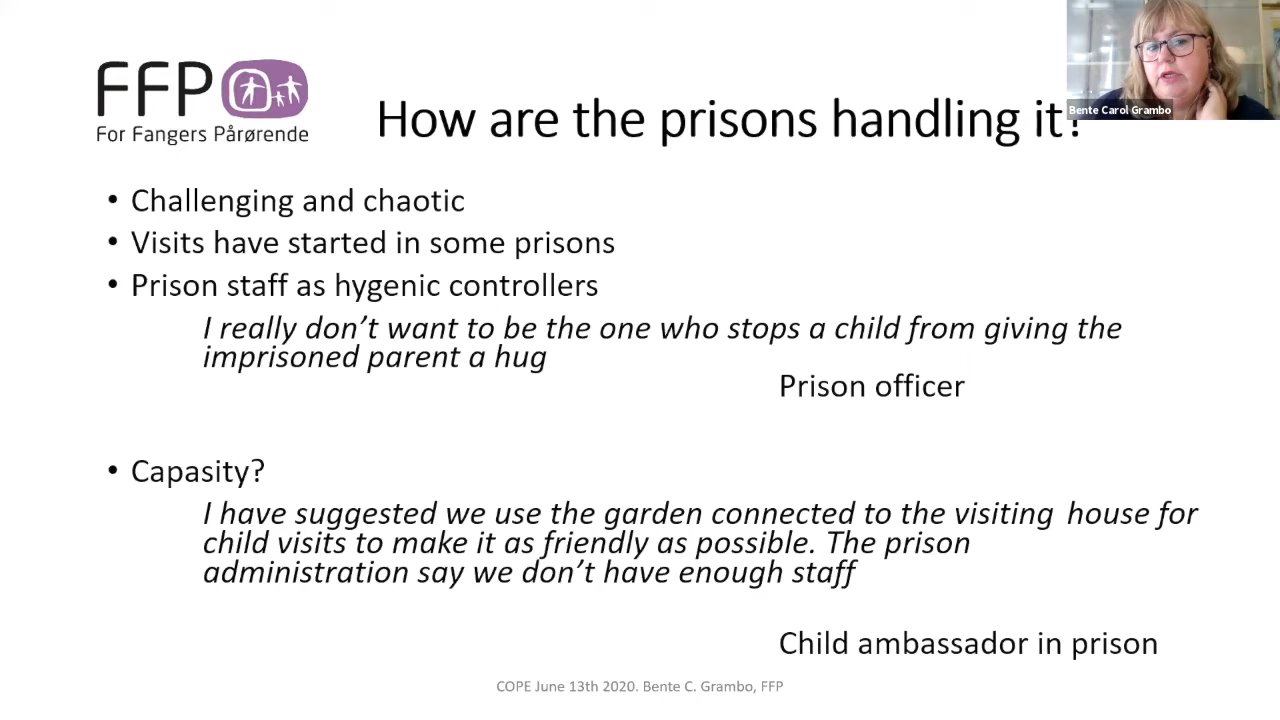 FFP
For Fangers Pårørende
Bente Carol Grambo
How are the prisons handling it?
• Challenging and chaotic
• Visits have started in some prisons
• Prison staff as hygenic controllers
I really don’t want to be the one who stops a child from giving the
imprisoned parent a hug
Prison officer
• Capasity?
I have suggested we use the garden connected to the visiting house for
child visits to make it as friendly as possible. The prison
administration say we don’t have enough staff
Child ambassador in prison
COPE June 13th 2020. Bente C. Grambo, FFP